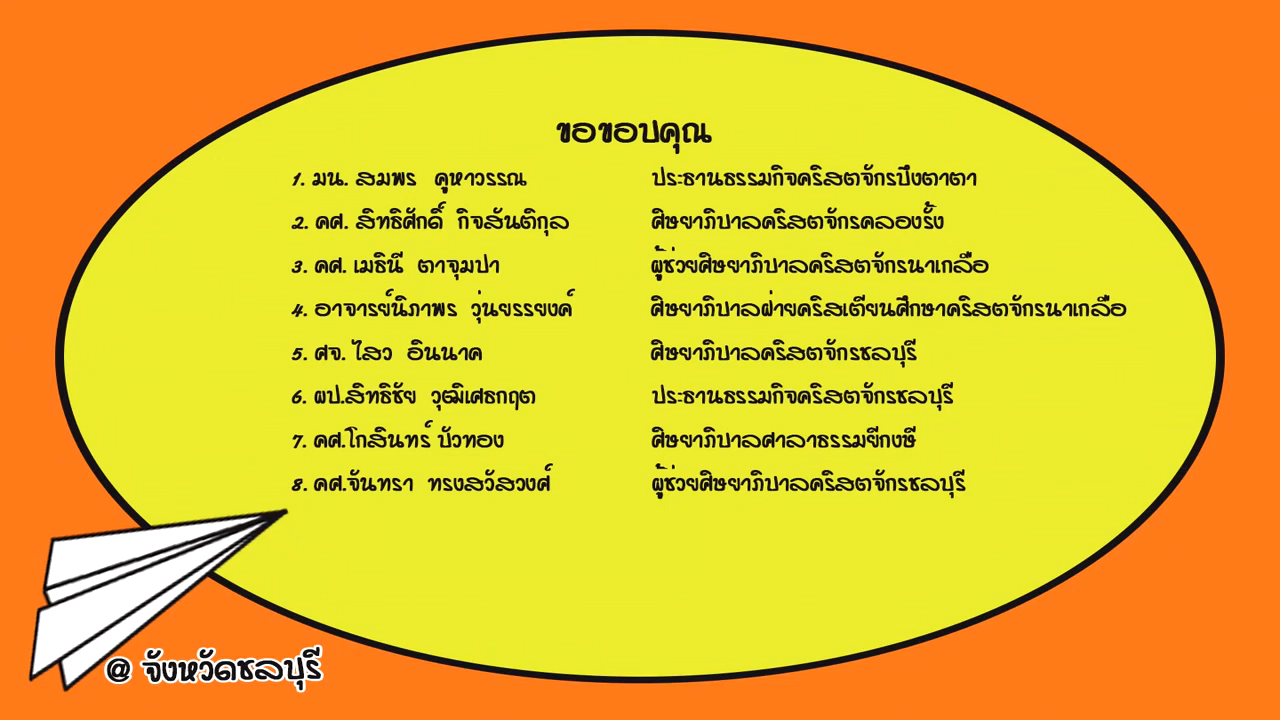 ขอขอบคุณ
1. มน. สมพร คูหาวรรณ ประธานธรรมกิจคริสตจักรบึงตาตา
2. คศ. สิทธิศักดิ์ กิจสันติกุล ศิษยาภิบาลคริสตจักรคลองรั้ง
3. คศ. เมธินี ตาจุมปา ผู้ช่วยศิษยาภิบาลคริสตจักรนาเกลือ
4. อาจารย์นิภาพร วุ่นยรรยงค์ ศิษยาภิบาลฝ่ายคริสเตียนศึกษาคริสตจักรนาเกลือ
5. ศจ. ไสว อินนาค ศิษยาภิบาลคริสตจักรชลบุรี
6. ผป.สิทธิชัย วุฒิเศธกฤต ประธานธรรมกิจคริสตจักรชลบุรี
7. คศ.โกสินทร์ บัวทอง ศิษยาภิบาลศาลาธรรมยีกงษี
8. คศ.จันทรา ทรงสวัสวงศ์ ผู้ช่วยศิษยาภิบาลคริสตจักรชลบุรี
@ จังหวัดชลบุรี